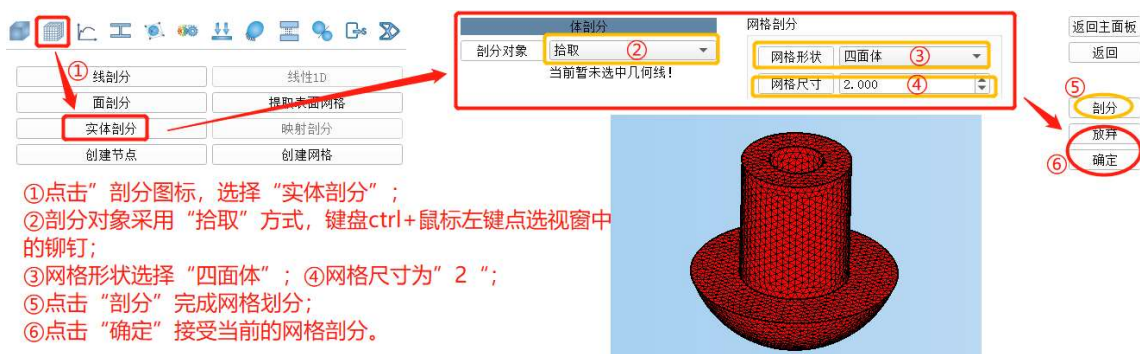 体剖分
剖分对象
拾取
②
当前暂未选中几何线！
网格剖分
网格形状
四面体
③
网格尺寸
2.000
④
返回主面板
返回
⑤
剖分
放弃
⑥
确定
①
线剖分
线性1D
面剖分
提取表面网格
实体剖分
映射剖分
创建节点
创建网格
①点击”剖分图标，选择“实体剖分”；
②剖分对象采用“拾取”方式，键盘ctrl+鼠标左键点选视窗中
的铆钉；
③网格形状选择“四面体”；④网格尺寸为”2“；
⑤点击“剖分”完成网格划分；
⑥点击“确定”接受当前的网格剖分。